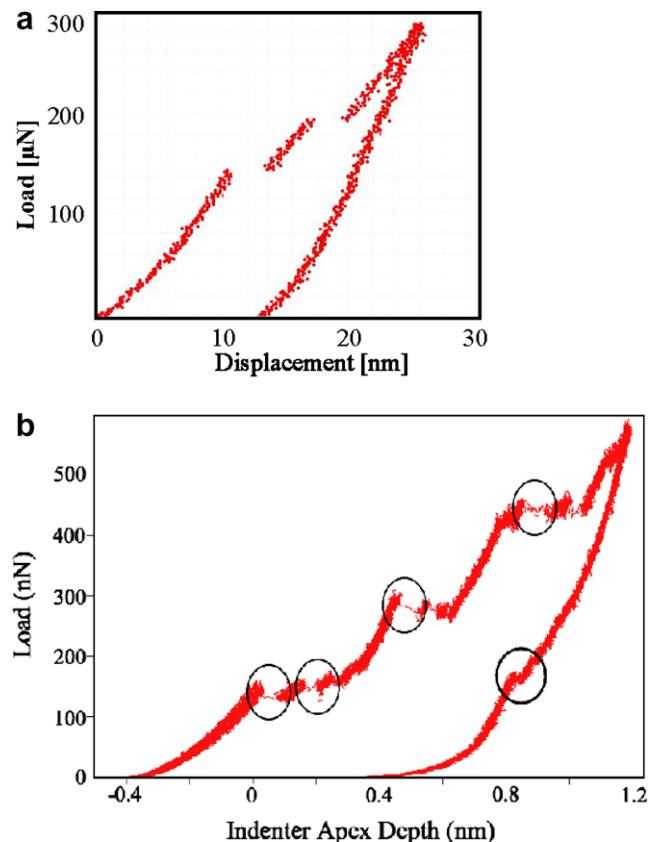 a
300
200
100
Load [μN]
0 10 20 30
Displacement [nm]
b
500
400
300
200
100
0
Load (nN)
-0.4 0 0.4 0.8 1.2
Indenter Apex Depth (nm)